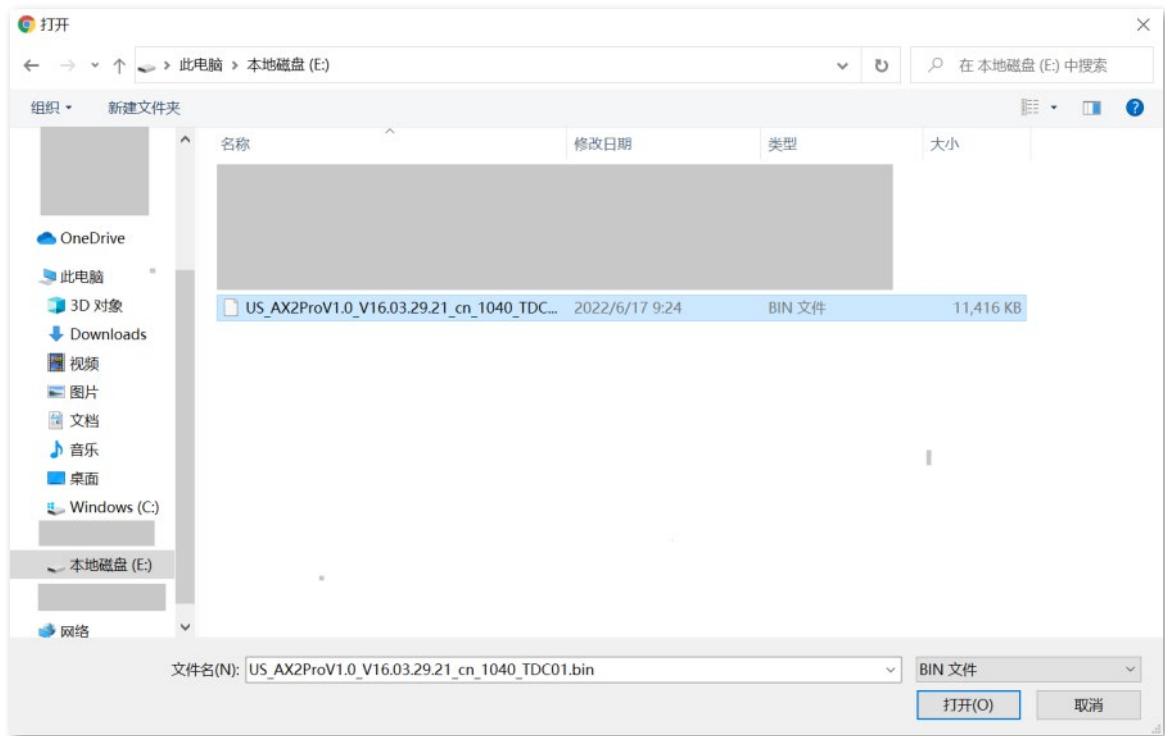 打开
此电脑 › 本地磁盘 (E:)
在 本地磁盘 (E:) 中搜索
组织
新建文件夹
?
名称 修改日期 类型 大小
OneDrive
此电脑
3D 对象
US_AX2ProV1.0_V16.03.29.21_cn_1040_TDC... 2022/6/17 9:24 BIN 文件 11,416 KB
Downloads
视频
图片
文档
音乐
桌面
Windows (C:)
本地磁盘 (E:)
网络
文件名(N): US_AX2ProV1.0_V16.03.29.21_cn_1040_TDC01.bin BIN 文件
打开(O) 取消